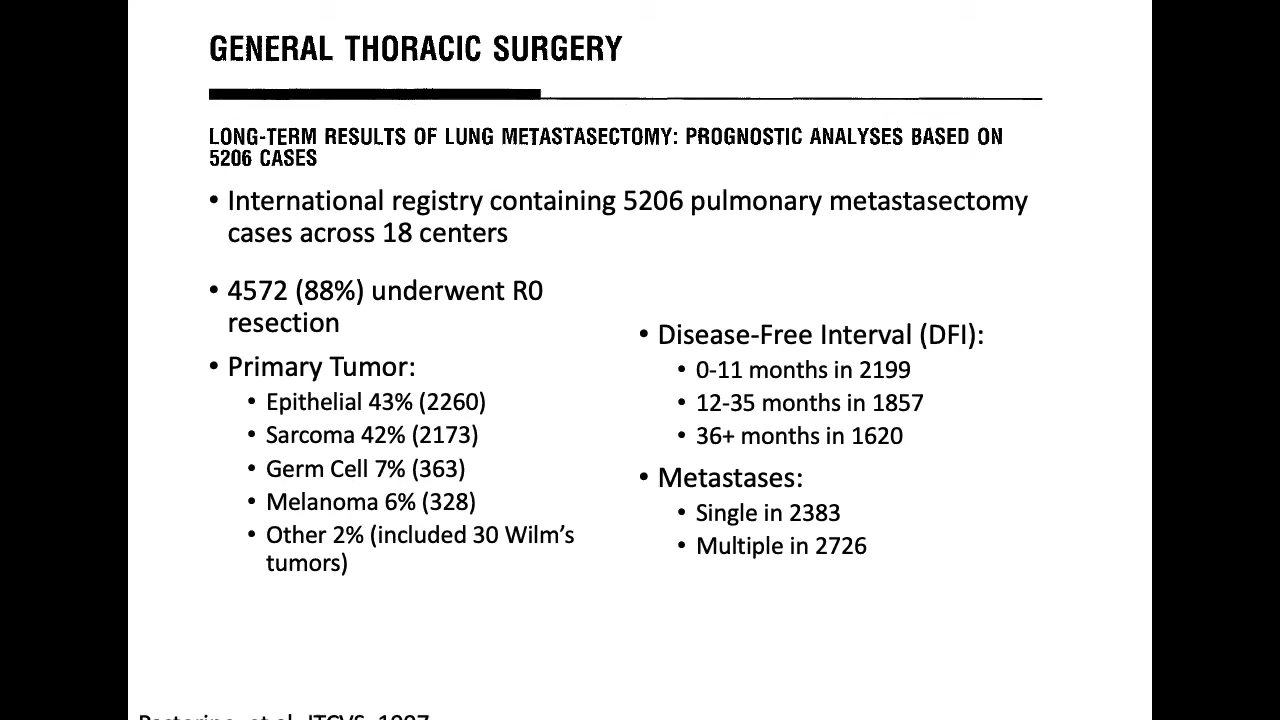 GENERAL THORACIC SURGERY
LONG-TERM RESULTS OF LUNG METASTASECTOMY: PROGNOSTIC ANALYSES BASED ON
5206 CASES
• International registry containing 5206 pulmonary metastasectomy
cases across 18 centers
• 4572 (88%) underwent R0
resection
• Primary Tumor:
• Epithelial 43% (2260)
• Sarcoma 42% (2173)
• Germ Cell 7% (363)
• Melanoma 6% (328)
• Other 2% (included 30 Wilm's
tumors)
• Disease-Free Interval (DFI):
• 0-11 months in 2199
• 12-35 months in 1857
• 36+ months in 1620
• Metastases:
• Single in 2383
• Multiple in 2726